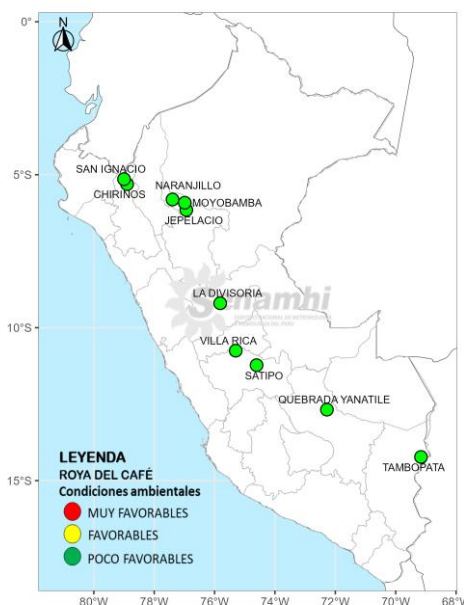 N
0°
SAN IGNACIO
5°S
CHIRINOS
NARANJILLO
MOYOBAMBA
JEPELACIO
LA DIVISORIA
Senamhi
10°S
VILLA RICA
SATIPO
QUEBRADA YANATILE
TAMBOPATA
15°S
LEYENDA
ROYA DEL CAFÉ
Condiciones ambientales
MUY FAVORABLES
FAVORABLES
POCO FAVORABLES
80°W 78°W 76°W 74°W 72°W 70°W 68°W